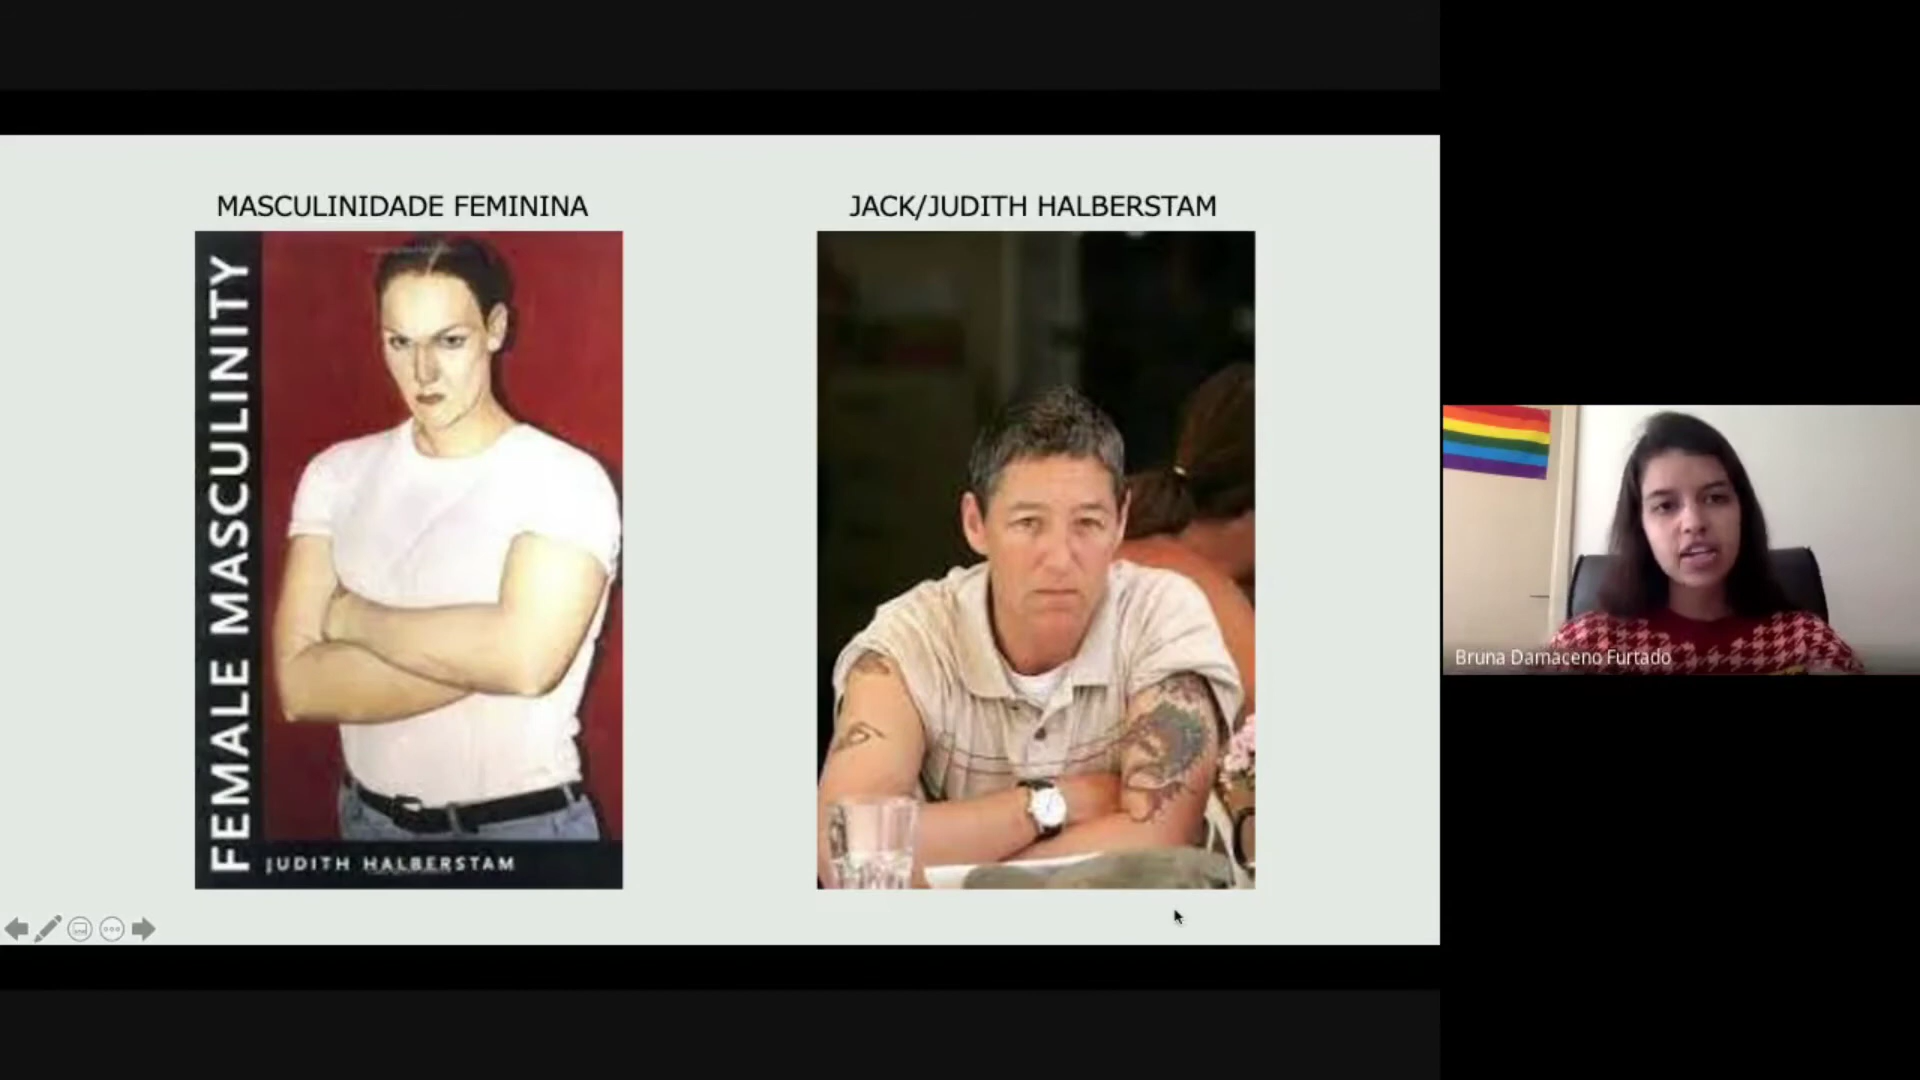 MASCULINIDADE FEMININA
JACK/JUDITH HALBERSTAM
FEMALE MASCULINITY
JUDITH HALBERSTAM
Bruna Damaceno Furtado